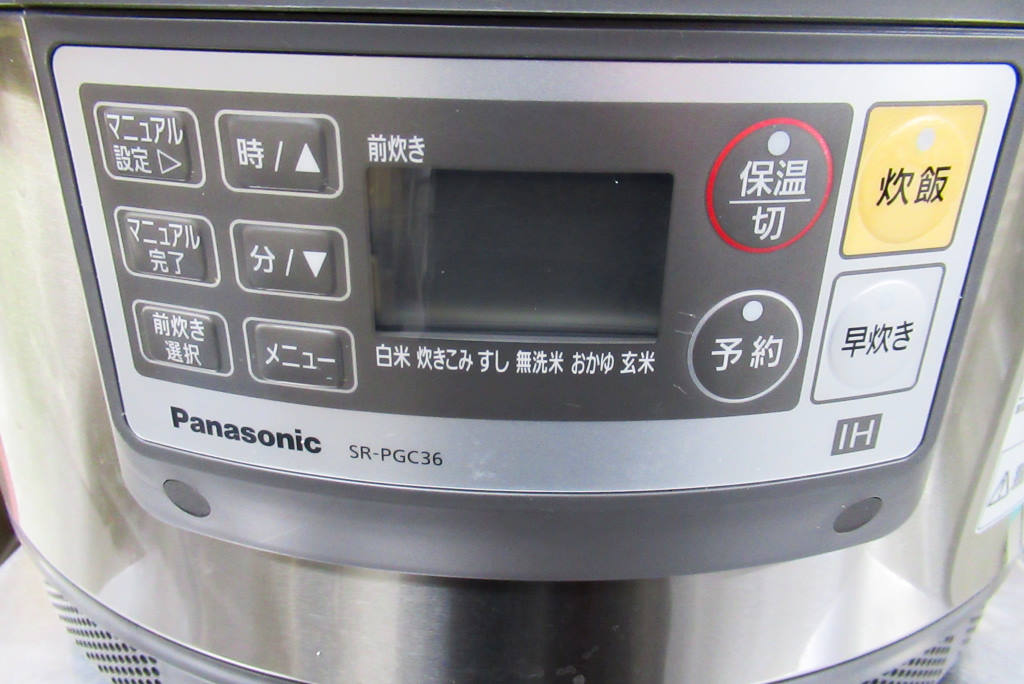 マニュアル
設定 ▷
時 / ▲
マニュアル
完了
分 / ▼
前炊き
選択
メニュー
前炊き
白米 炊きこみ すし 無洗米 おかゆ 玄米
保温
切
炊飯
予約
早炊き
Panasonic SR-PGC36
IH